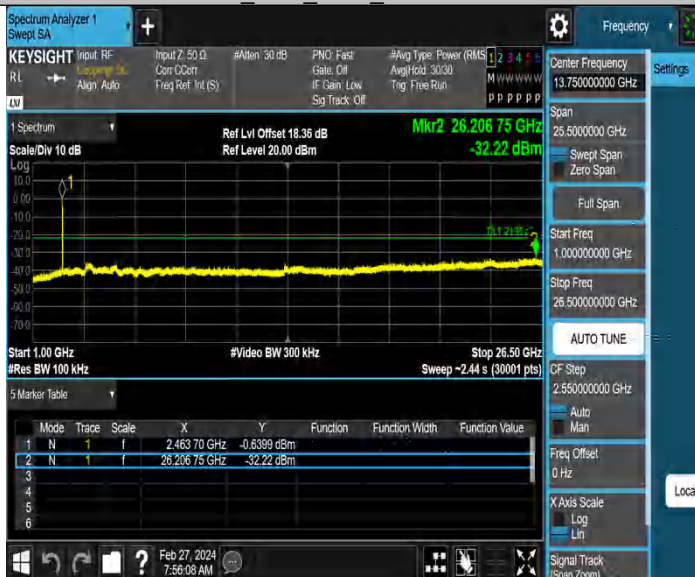 Spectrum Analyzer 1
Swept SA
+
Frequency
KEYSIGHT
RL
Input: RF
Align: Auto
Input Z: 50 Ω
Corr CCorr
Freq Ref: Int (S)
#Atten: 30 dB
PNO: Fast
Gate: Off
IF Gain: Low
Sig Track: Off
#Avg Type: Power (RMS
Avg|Hold: 30/30
Trig: Free Run
1 2 3 4 5 6
M W W W W W
P P P P P P
LM
1 Spectrum
Scale/Div 10 dB
Log
Ref Lvl Offset 18.36 dB
Ref Level 20.00 dBm
Mkr2 26.206 75 GHz
-32.22 dBm
10.0
0.00
-10.0
-20.0
-30.0
-40.0
-50.0
-60.0
-70.0
1
2
Start 1.00 GHz
#Res BW 100 kHz
#Video BW 300 kHz
Stop 26.50 GHz
Sweep ~2.44 s (30001 pts)
5 Marker Table
Mode Trace Scale X Y Function Function Width Function Value
1 N 1 f 2.463 70 GHz -0.6399 dBm
2 N 1 f 26.206 75 GHz -32.22 dBm
3
4
5
6
?
Feb 27, 2024
7:56:08 AM
Center Frequency
13.750000000 GHz
Settings
Span
25.5000000 GHz
Swept Span
Zero Span
Full Span
Start Freq
1.00000000 GHz
Stop Freq
26.500000000 GHz
AUTO TUNE
CF Step
2.550000000 GHz
Auto
Man
Freq Offset
0 Hz
Loca
X Axis Scale
Log
Lin
Signal Track
(Span Zoom)